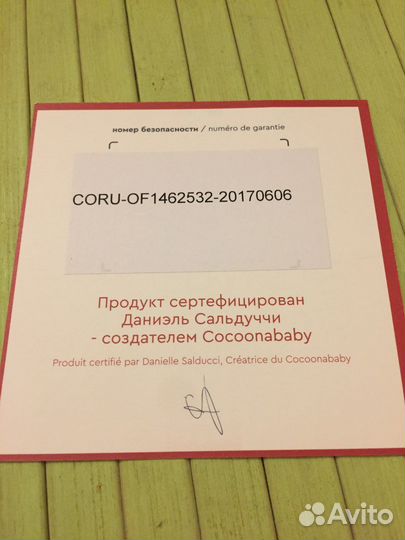 номер безопасности / numéro de garantie
CORU-OF1462532-20170606
Продукт сертефицирован
Даниэль Сальдуччи
- создателем Cocoonababy
Produit certifié par Danielle Salducci, Créatrice du Cocoonababy
Avito